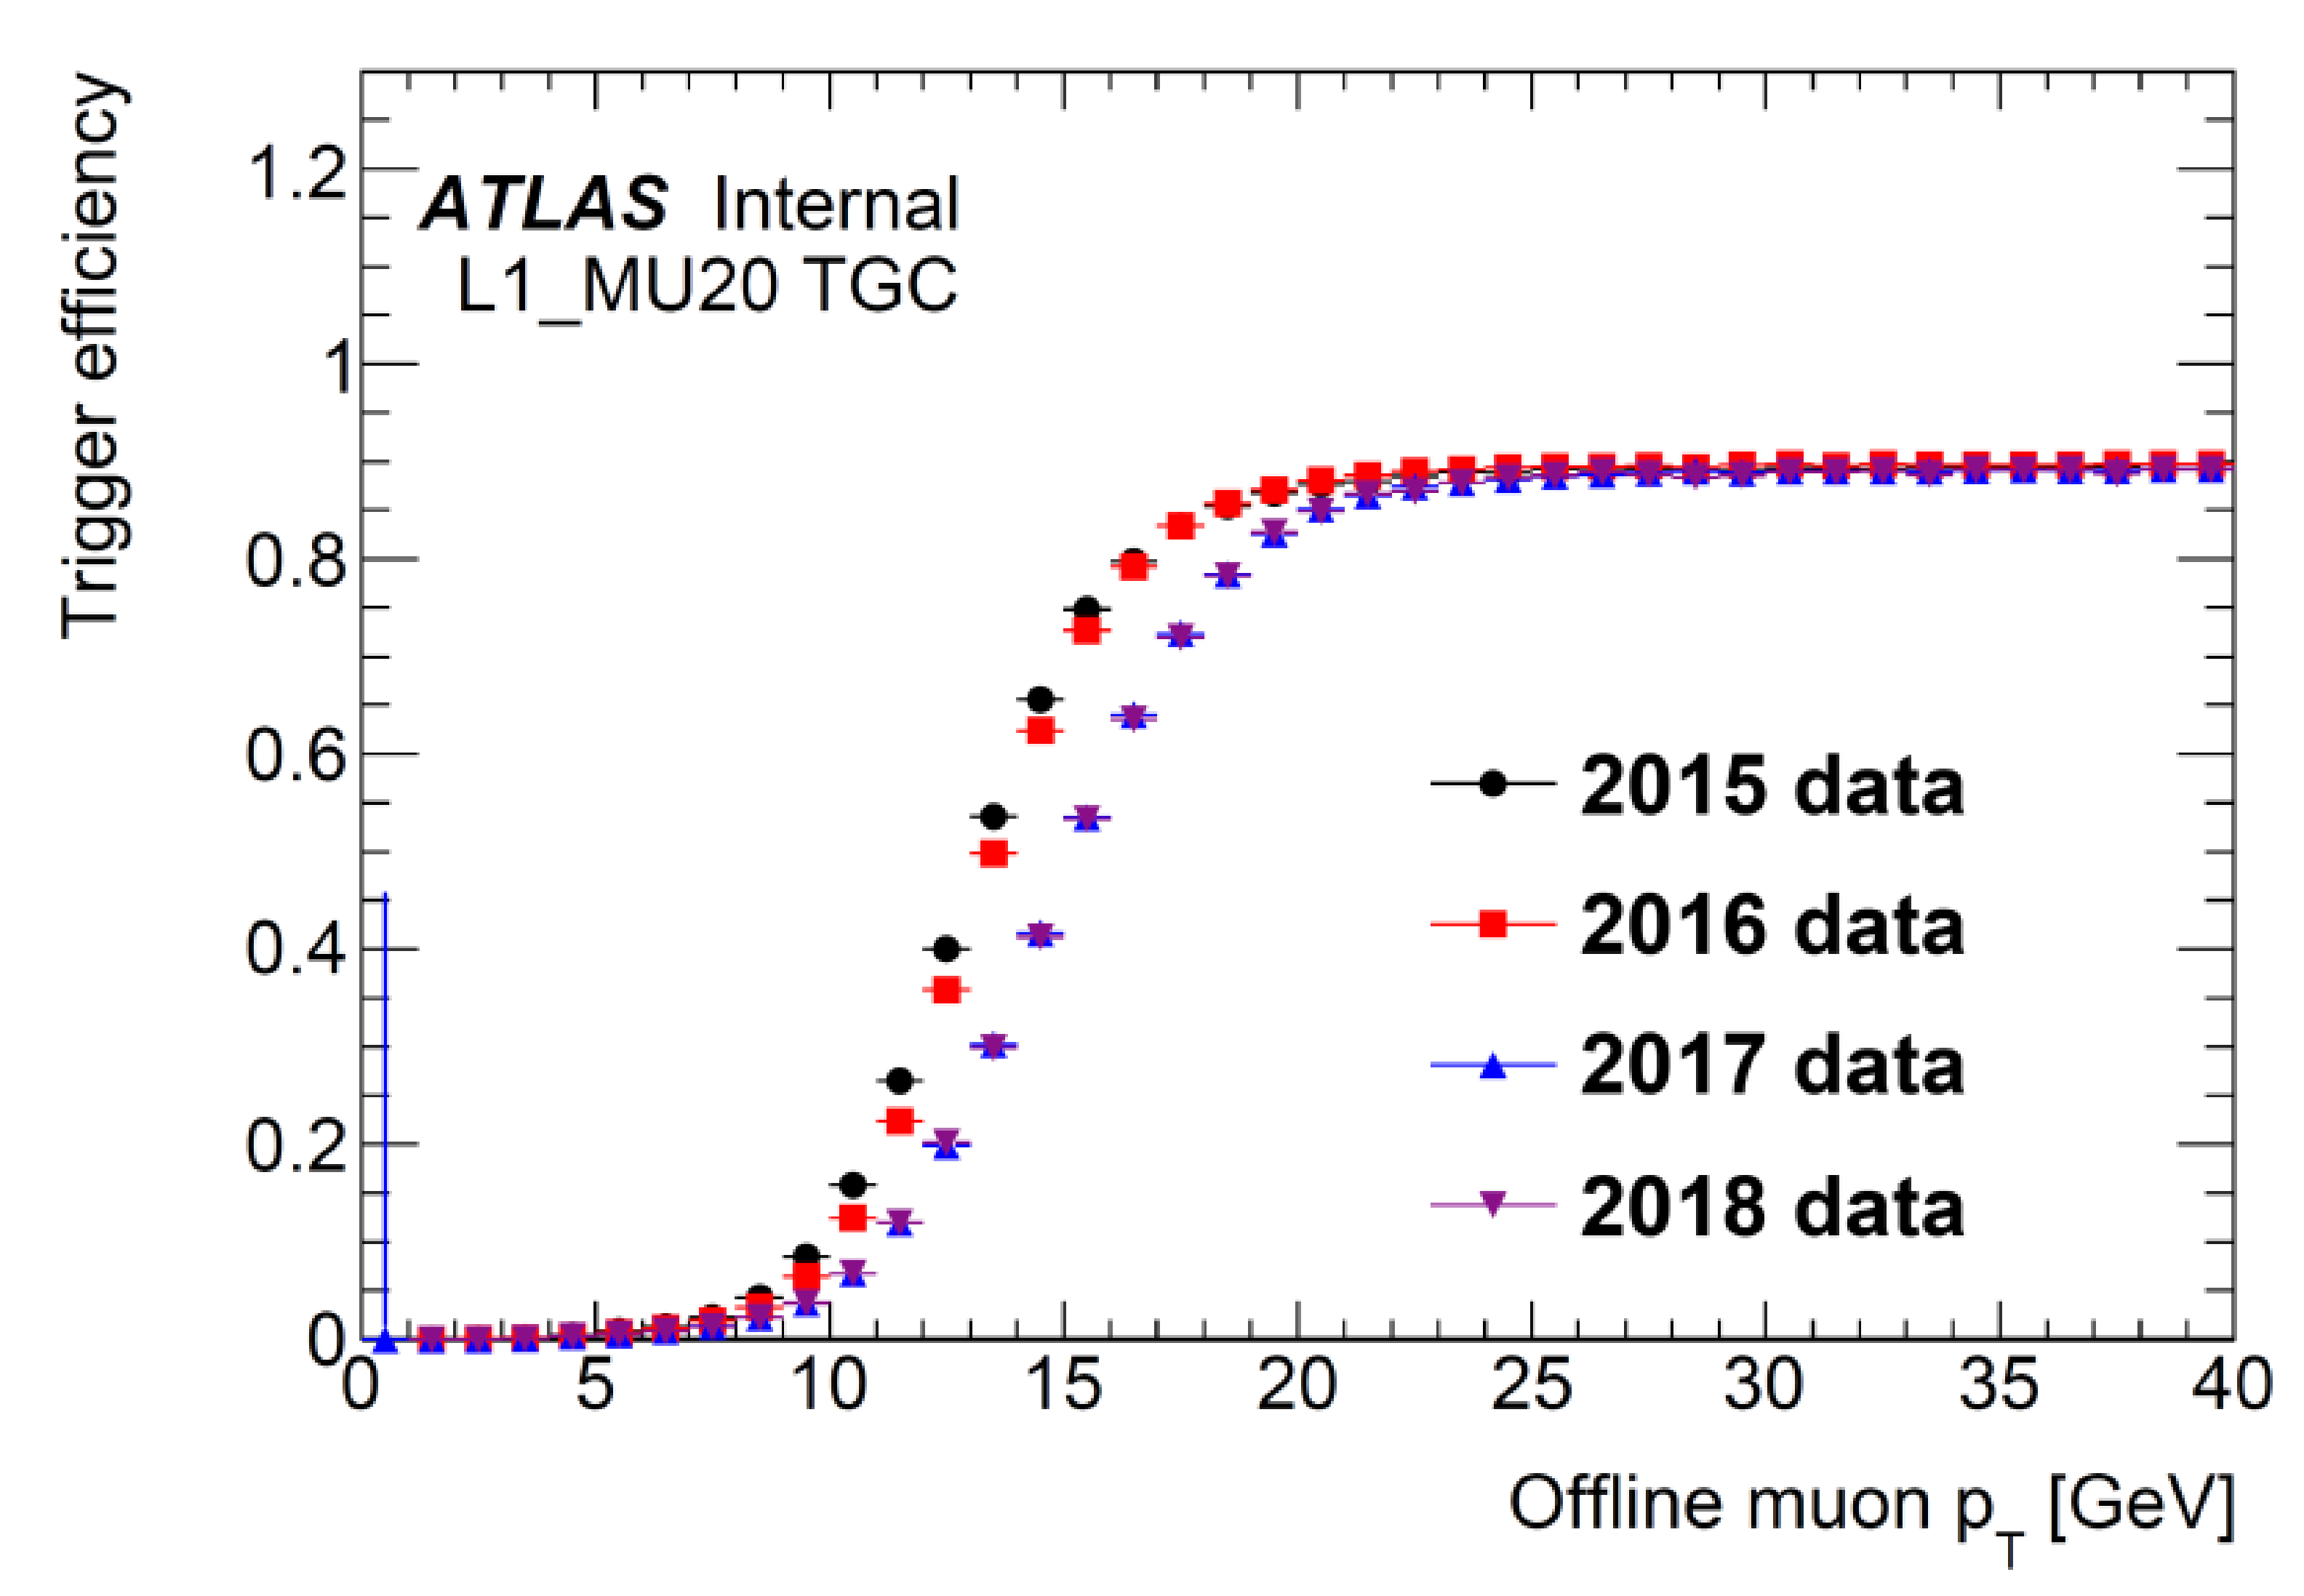 Trigger efficiency
1.2
1
0.8
0.6
0.4
0.2
0
ATLAS Internal
L1_MU20 TGC
2015 data
2016 data
2017 data
2018 data
0 5 10 15 20 25 30 35 40
Offline muon pT [GeV]